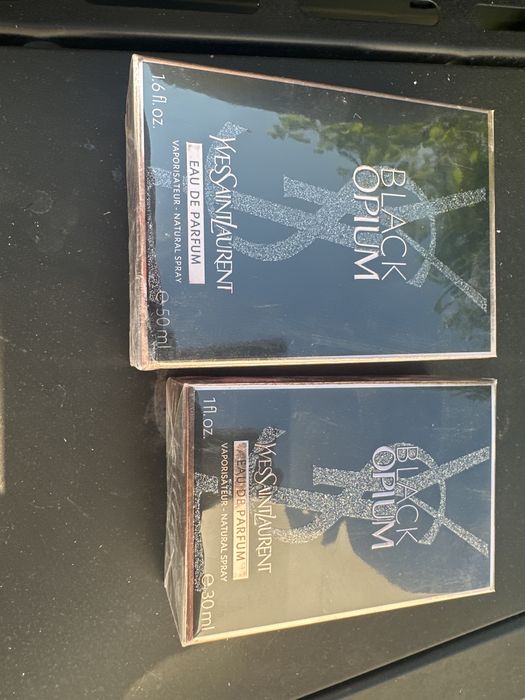 BLACK
OPIUM
YVESSAINTLAURENT
EAU DE PARFUM
VAPORISATEUR - NATURAL SPRAY
1.6 fl.oz. e 50 ml
BLACK
OPIUM
YVESSAINTLAURENT
EAU DE PARFUM
VAPORISATEUR - NATURAL SPRAY
1 fl.oz. e 30 ml